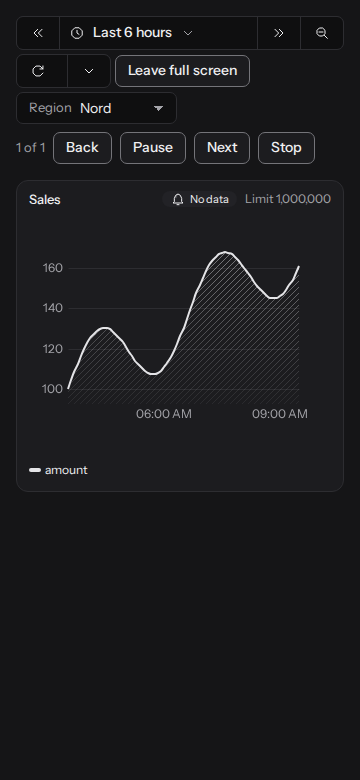 Last 6 hours
Leave full screen
Region Nord
1 of 1 Back Pause Next Stop
Sales No data Limit 1,000,000
160
140
120
100
06:00 AM 09:00 AM
amount